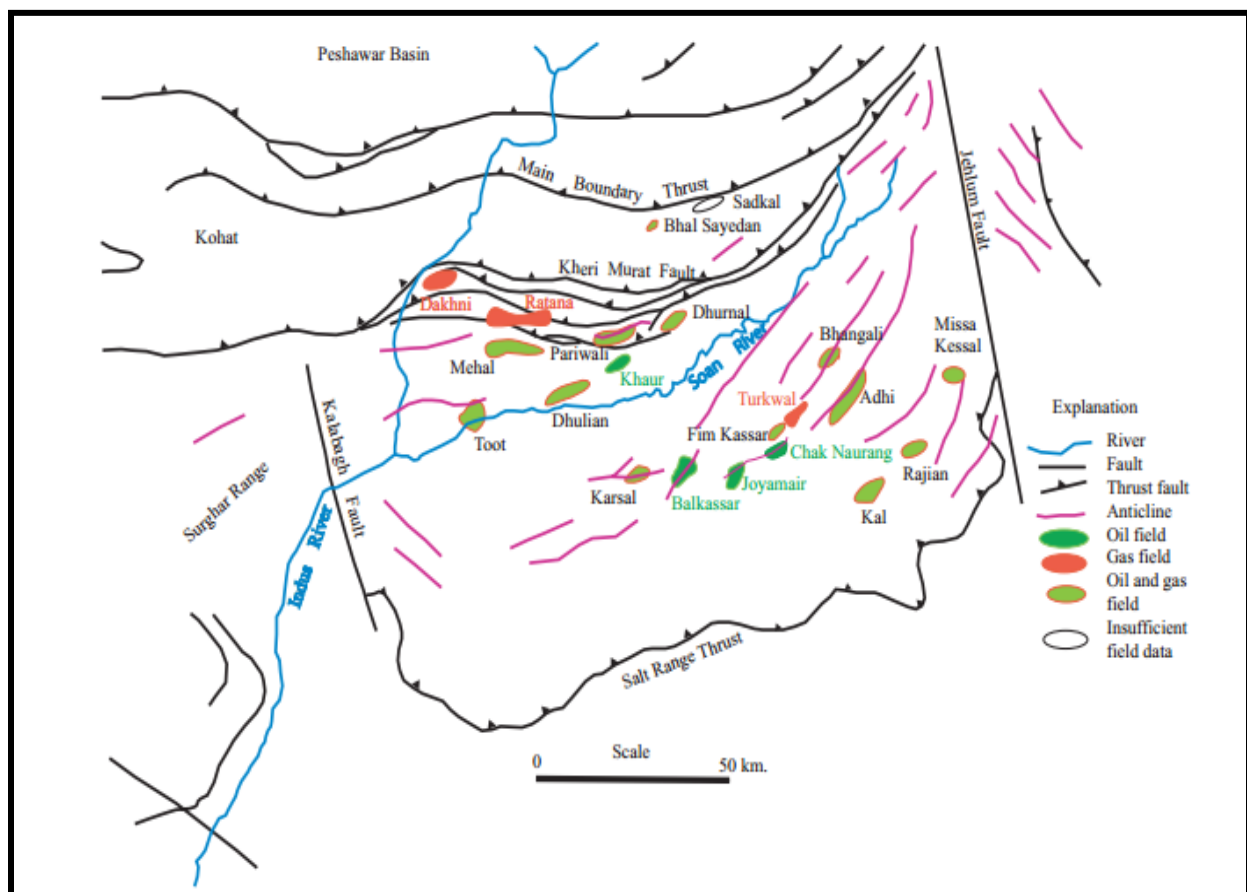 Peshawar Basin
Main Boundary Thrust
Sadkal
Bhal Sayedan
Kohat
Kheri Murat Fault
Jehlum Fault
Dakhni
Ratana
Dhurnal
Pariwali
Mehal
Khaur
Soan River
Bhangali
Missa
Kessal
Dhulian
Toot
Turkwal
Adhi
Fim Kassar
Chak Naurang
Karsal
Balkassar
Joyamair
Rajian
Kal
Kalabagh Fault
Surghar Range
Indus River
Salt Range Thrust
Explanation
River
Fault
Thrust fault
Anticline
Oil field
Gas field
Oil and gas
field
Insufficient
field data
Scale
0 50 km.